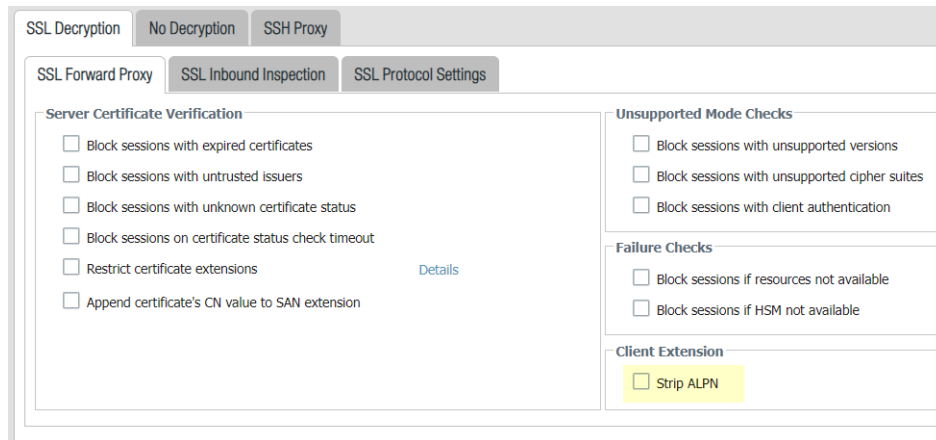 SSL Decryption No Decryption SSH Proxy
SSL Forward Proxy SSL Inbound Inspection SSL Protocol Settings
Server Certificate Verification
Block sessions with expired certificates
Block sessions with untrusted issuers
Block sessions with unknown certificate status
Block sessions on certificate status check timeout
Restrict certificate extensions Details
Append certificate's CN value to SAN extension
Unsupported Mode Checks
Block sessions with unsupported versions
Block sessions with unsupported cipher suites
Block sessions with client authentication
Failure Checks
Block sessions if resources not available
Block sessions if HSM not available
Client Extension
Strip ALPN